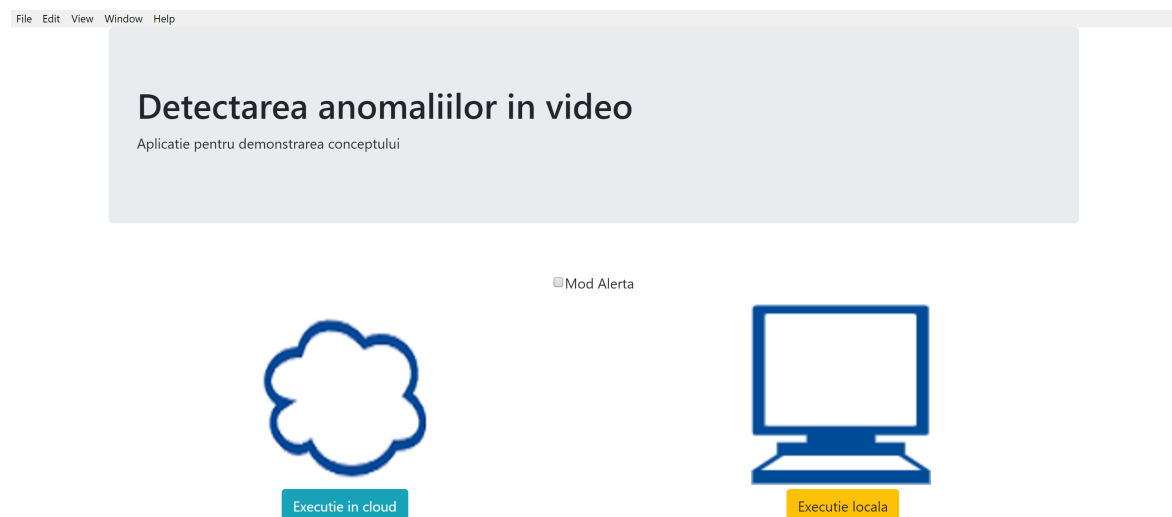 File Edit View Window Help
Detectarea anomaliilor in video
Aplicatie pentru demonstrarea conceptului
Mod Alerta
Executie in cloud
Executie locala